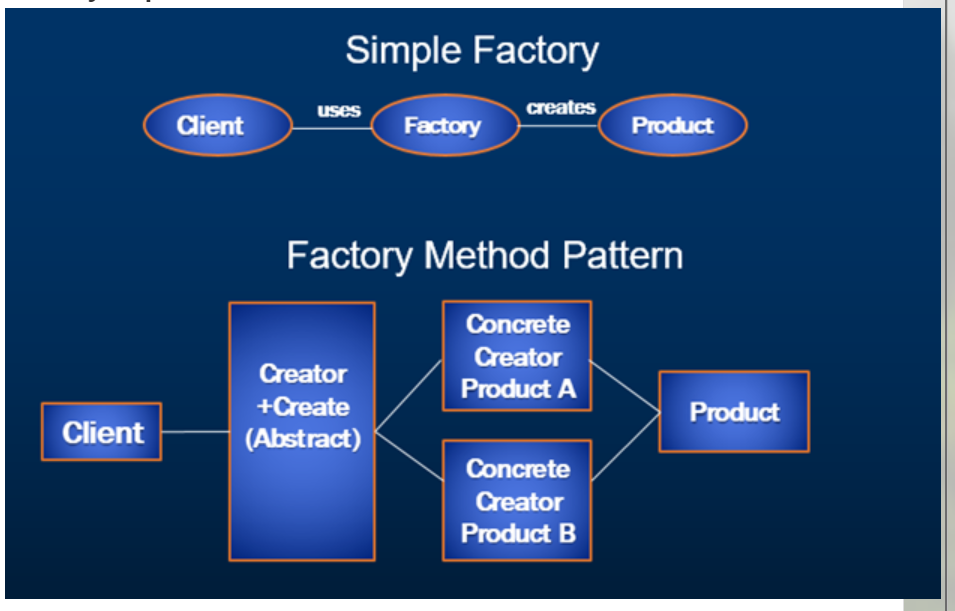 Simple Factory
Client uses Factory creates Product
Factory Method Pattern
Client
Creator
+Create
(Abstract)
Concrete
Creator
Product A
Concrete
Creator
Product B
Product